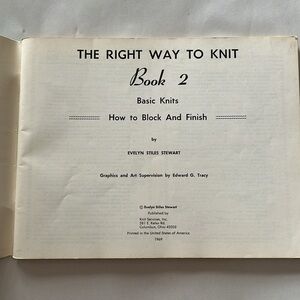 THE RIGHT WAY TO KNIT
Book 2
Basic Knits
How to Block And Finish
by
EVELYN STILES STEWART
Graphics and Art Supervision by Edward G. Tracy
© Evelyn Stiles Stewart
Published by
Knit Services, Inc.
Columbus, Ohio
Printed in the United States of America
1969